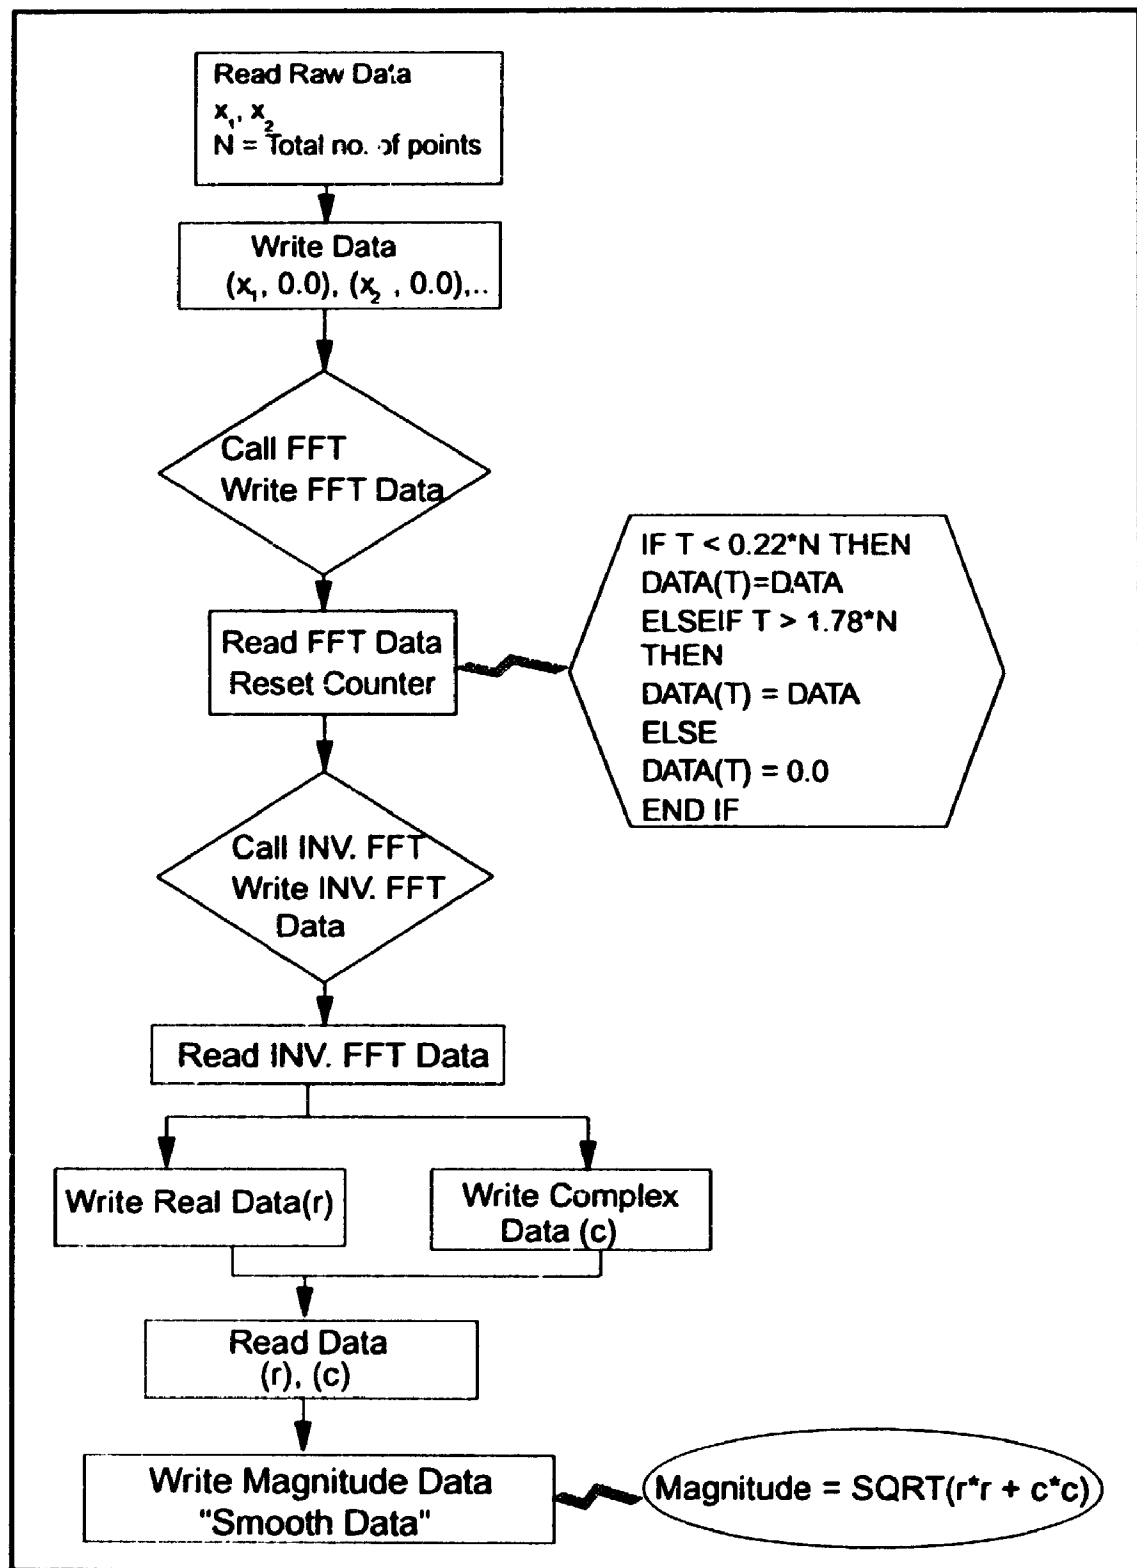 Read Raw Data
x₁, x₂
N = Total no. of points
Write Data
(x₁, 0.0), (x₂ , 0.0),..
Call FFT
Write FFT Data
IF T < 0.22*N THEN
DATA(T)=DATA
ELSEIF T > 1.78*N
THEN
DATA(T) = DATA
ELSE
DATA(T) = 0.0
END IF
Read FFT Data
Reset Counter
Call INV. FFT
Write INV. FFT
Data
Read INV. FFT Data
Write Real Data(r)
Write Complex
Data (c)
Read Data
(r), (c)
Write Magnitude Data
"Smooth Data"
Magnitude = SQRT(r*r + c*c)